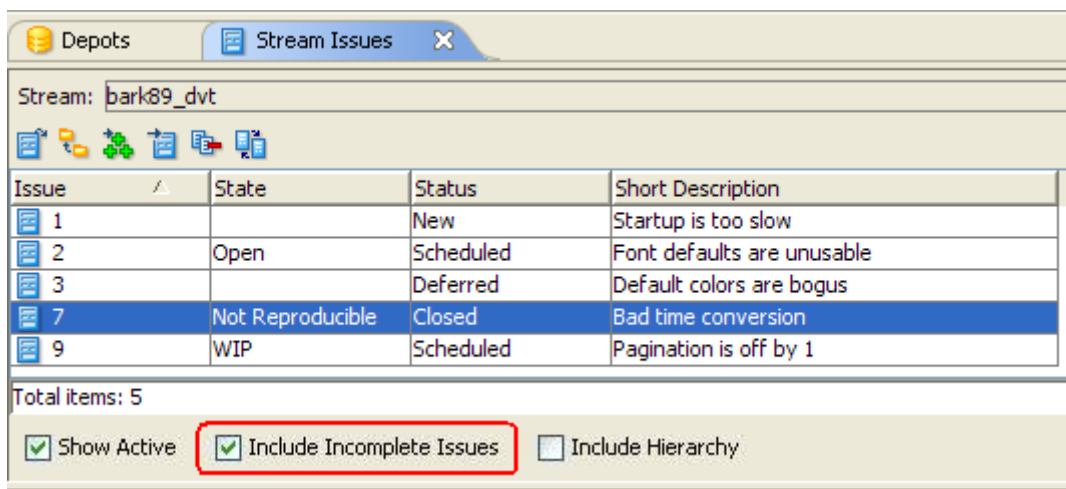 Depots Stream Issues
Stream: bark89_dvt
Issue State Status Short Description
1 New Startup is too slow
2 Open Scheduled Font defaults are unusable
3 Deferred Default colors are bogus
7 Not Reproducible Closed Bad time conversion
9 WIP Scheduled Pagination is off by 1
Total items: 5
Show Active Include Incomplete Issues Include Hierarchy